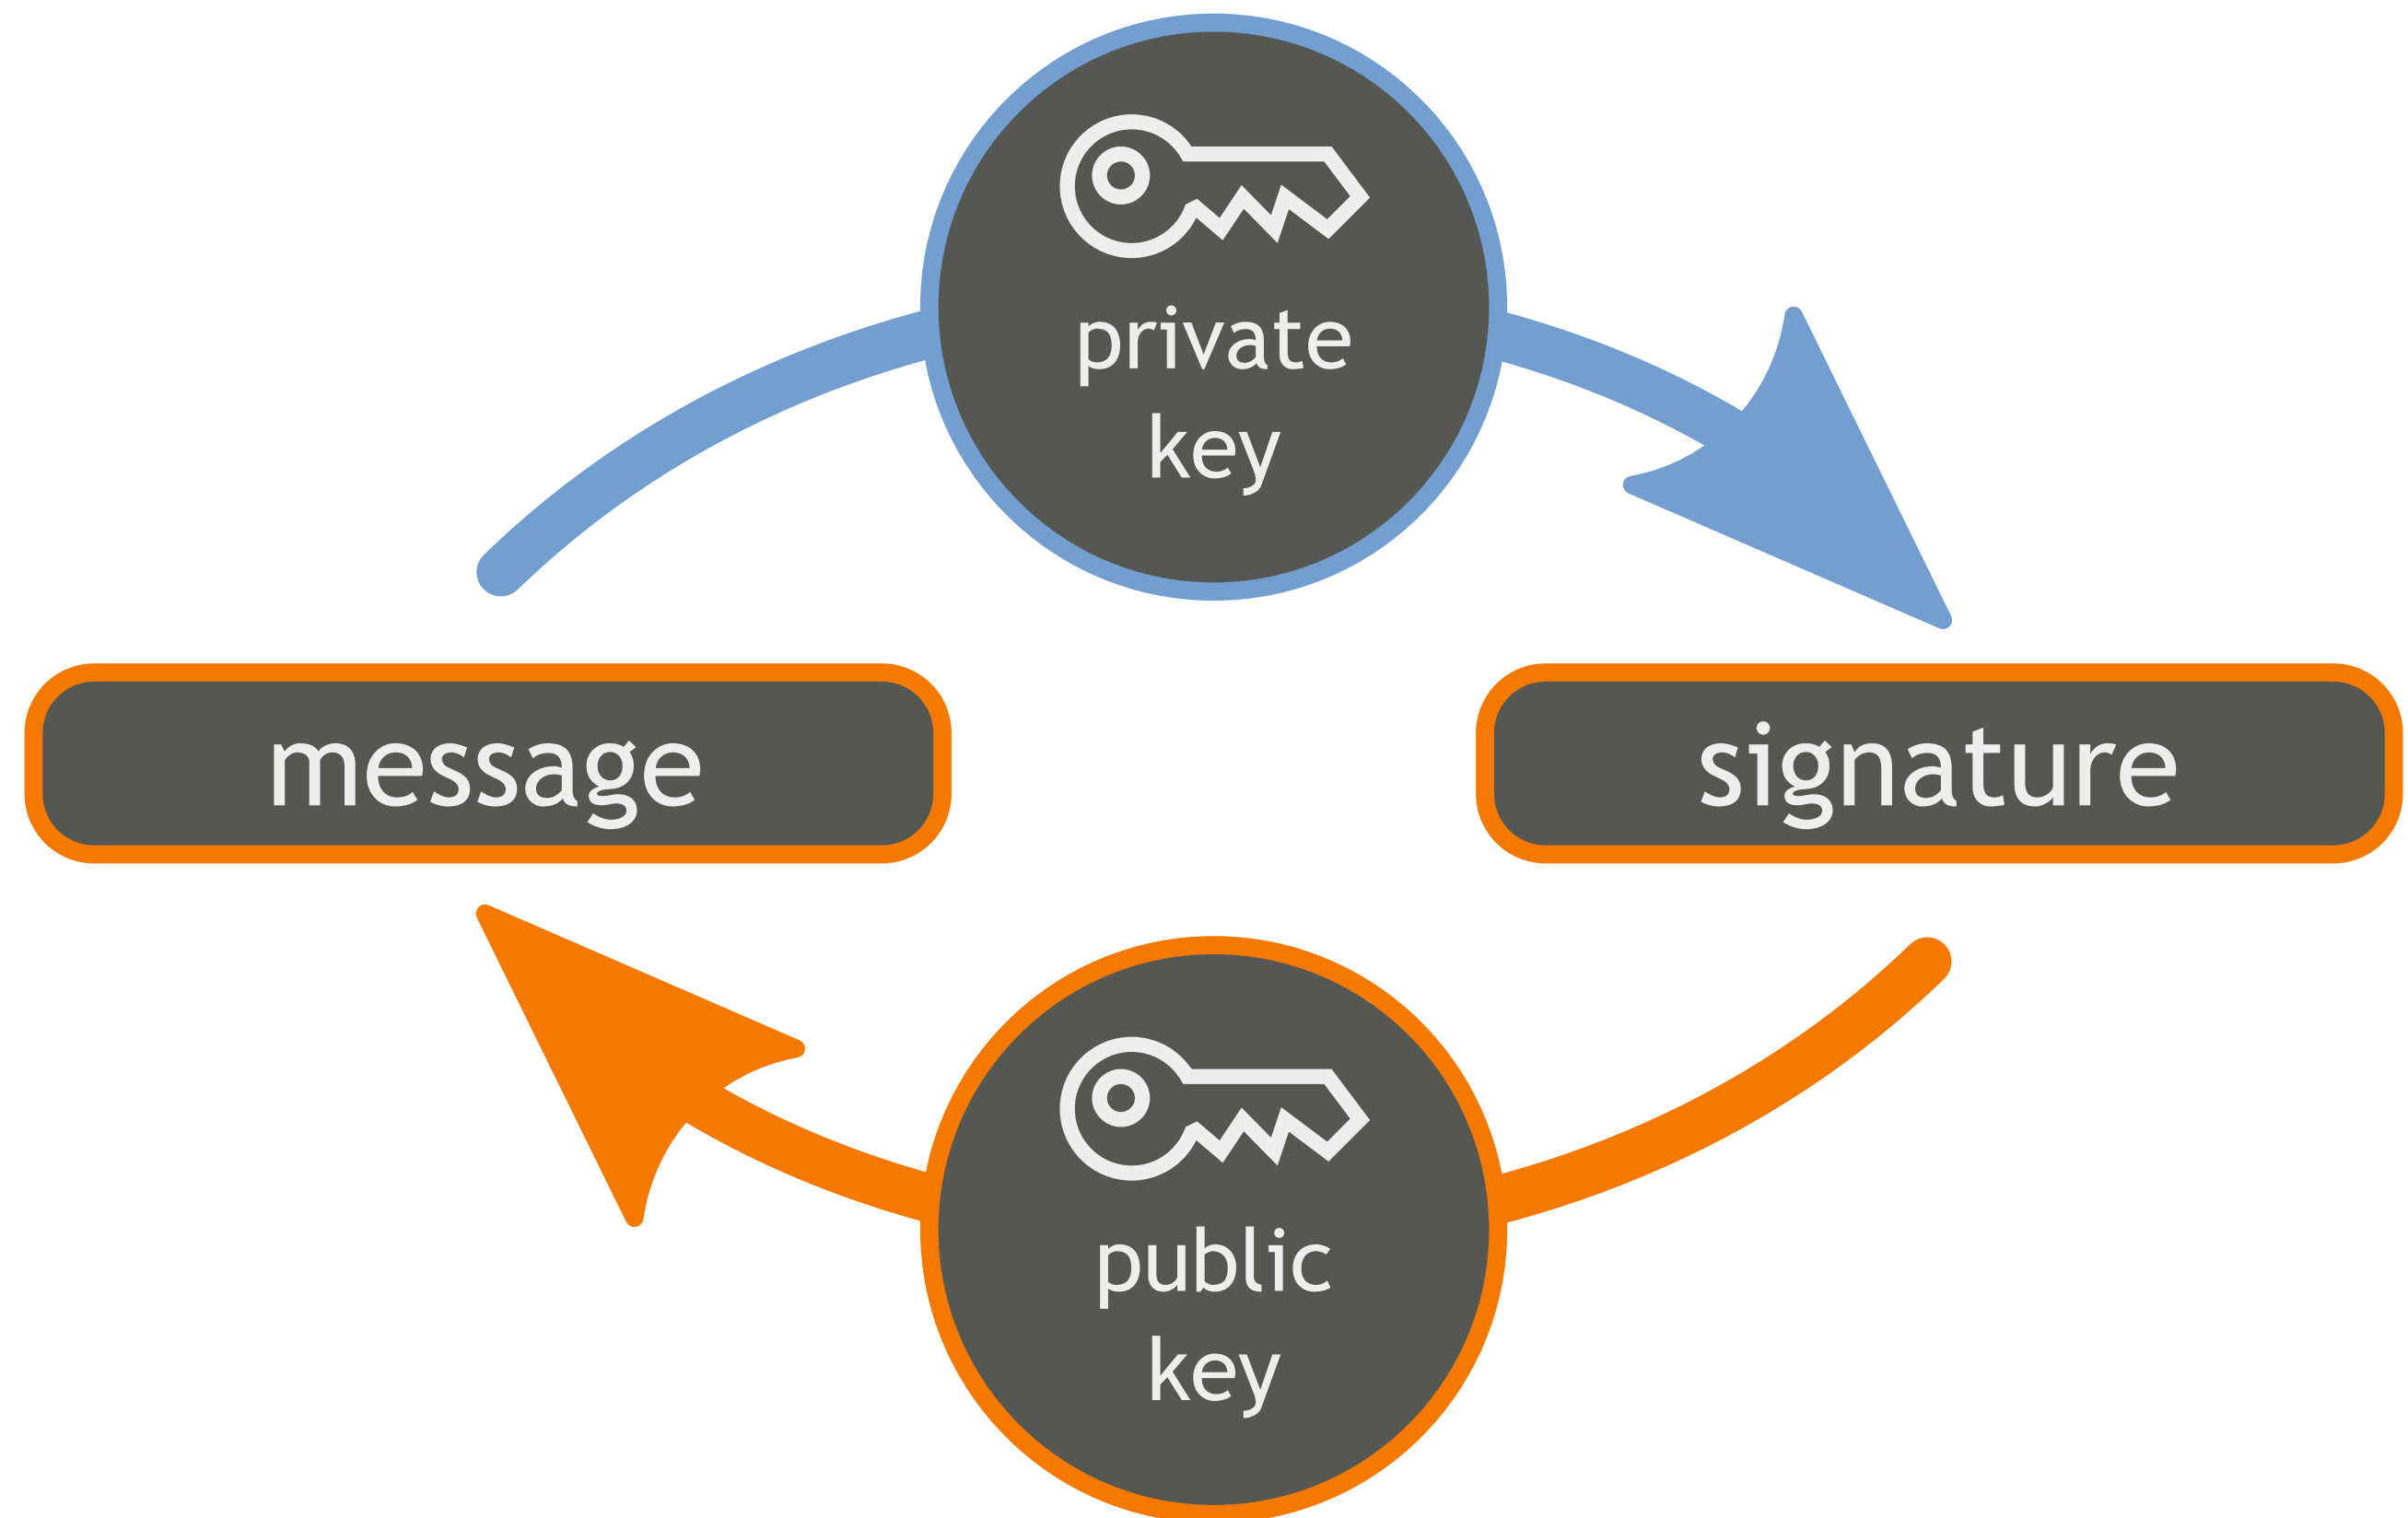 private
key
message
signature
public
key